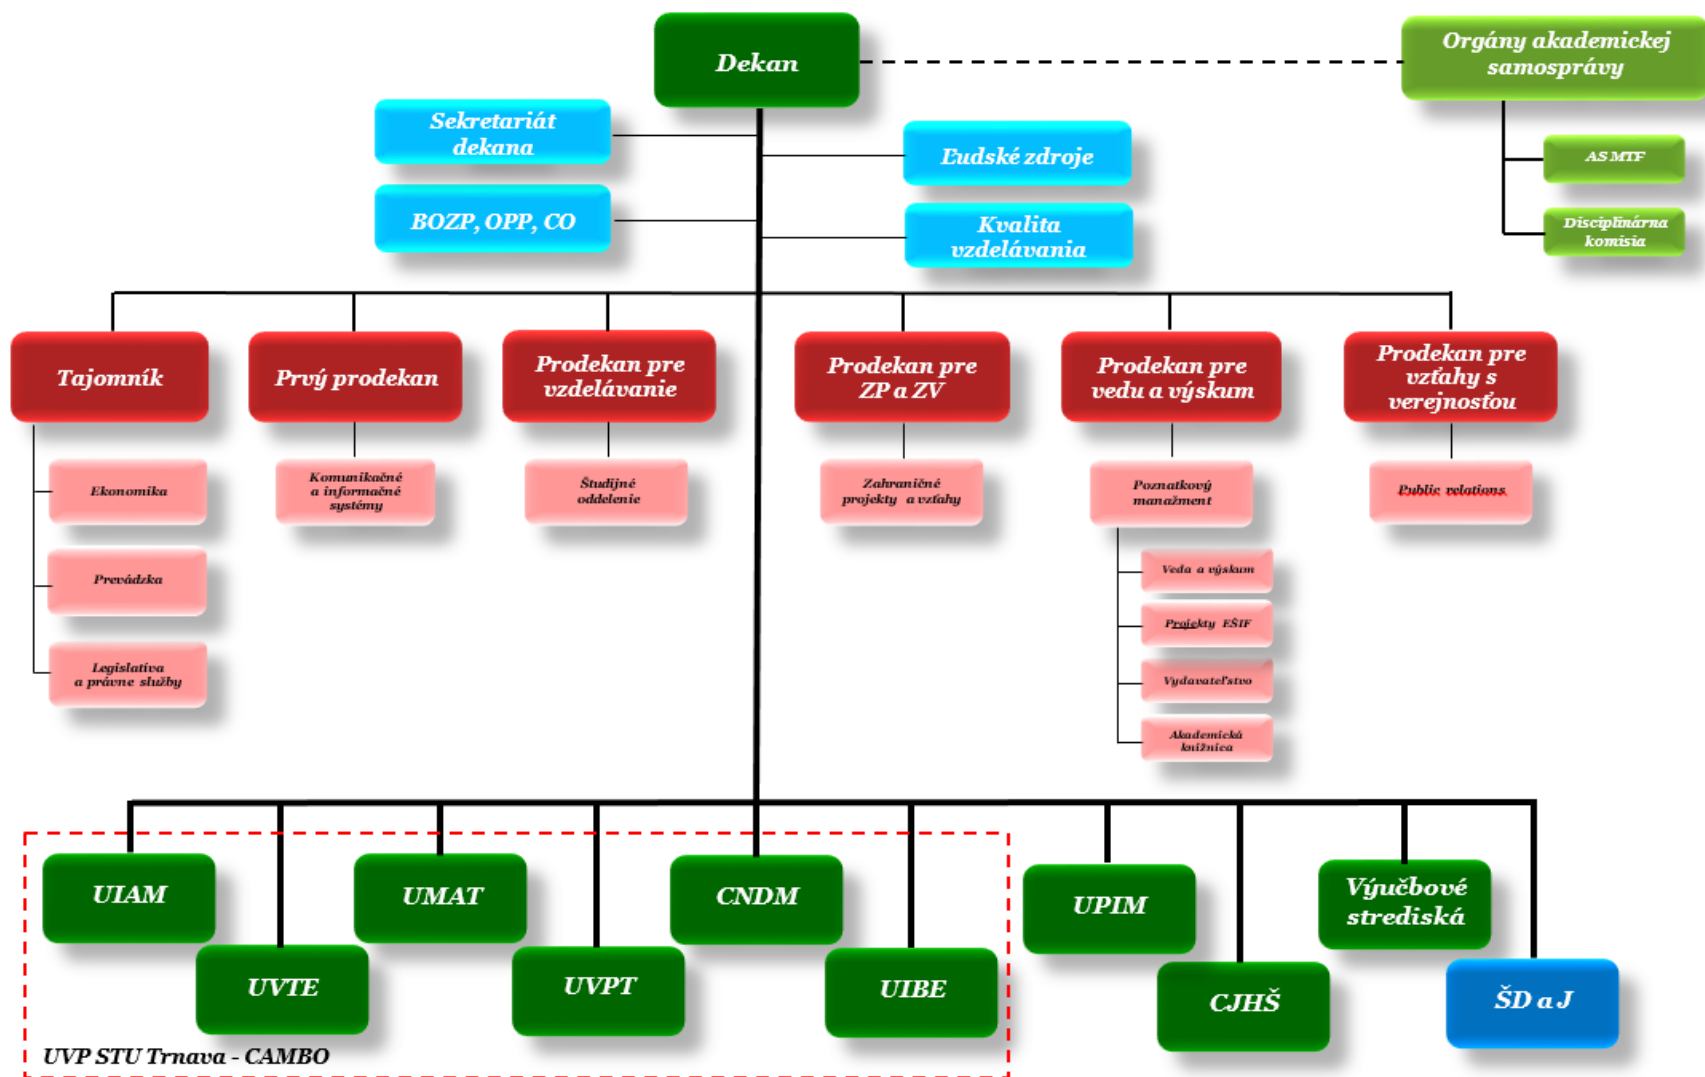 Dekan
Orgány akademickej
samosprávy
Sekretariát
dekana
Ľudské zdroje
AS MTF
BOZP, OPP, CO
Kvalita
vzdelávania
Disciplinárna
komisia
Tajomník
Prvý prodekan
Prodekan pre
vzdelávanie
Prodekan pre
ZP a ZV
Prodekan pre
vedu a výskum
Prodekan pre
vzťahy s
verejnosťou
Ekonomika
Komunikačné
a informačné
systémy
Študijné
oddelenie
Zahraničné
projekty a vzťahy
Poznatkový
manažment
Public relations
Prevádzka
Legislatíva
a právne služby
Veda a výskum
Projekty EŠIF
Vydavateľstvo
Akademická
knižnica
UIAM
UMAT
CNDM
UPIM
Výučbové
strediská
UVTE
UVPT
UIBE
CJHŠ
ŠD a J
UVP STU Trnava - CAMBO